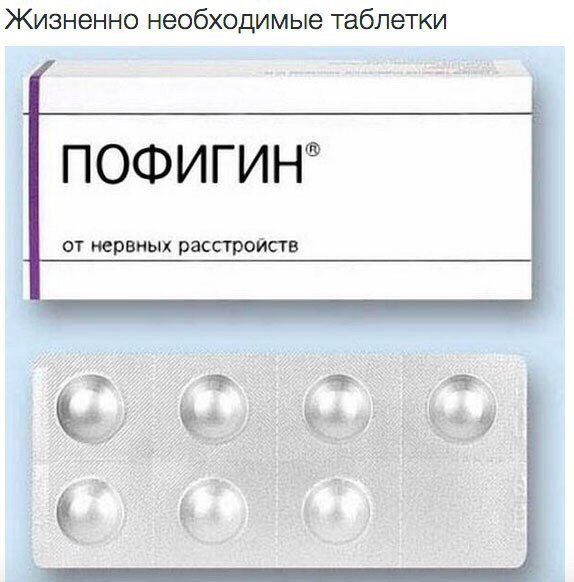 Жизненно необходимые таблетки
ПОФИГИН®
от нервных расстройств